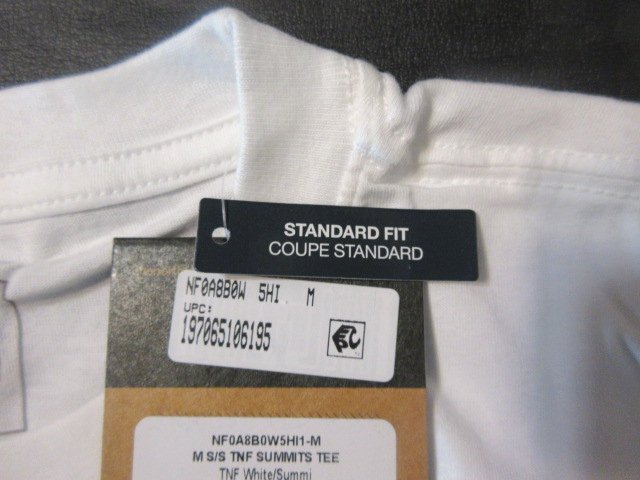 STANDARD FIT
COUPE STANDARD
NF0A8B0W 5HI. M
UPC:
197065106195
NF0A8B0W5HI1-M
M S/S TNF SUMMITS TEE
TNF White/Summi